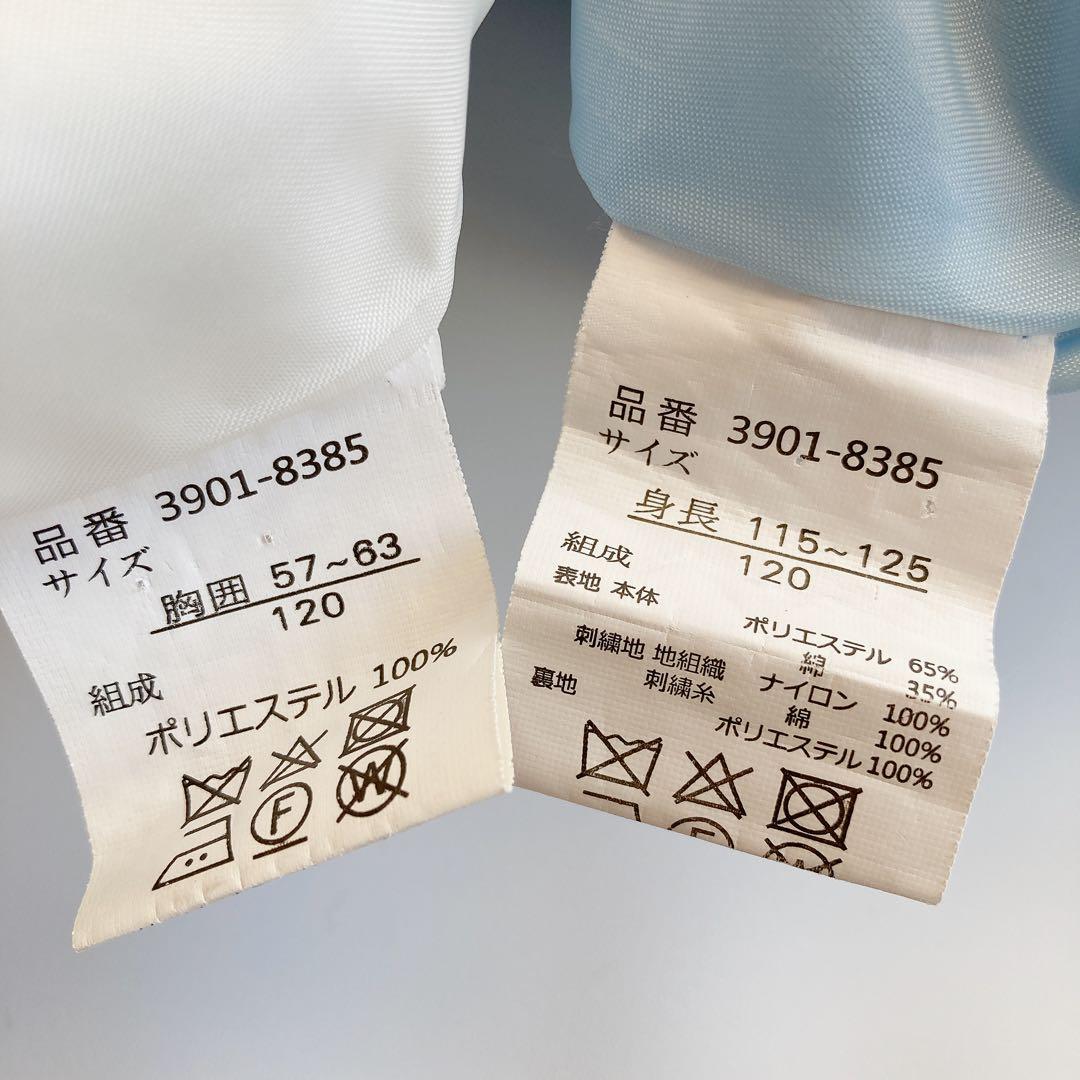 品番 3901-8385
サイズ
胸囲 57~63
120
組成
ポリエステル 100%
F
W
品番 3901-8385
サイズ
身長 115~125
120
組成
表地 本体
ポリエステル 65%
綿 35%
刺繍地 地組織 ナイロン 100%
刺繍糸 綿 100%
裏地 ポリエステル 100%